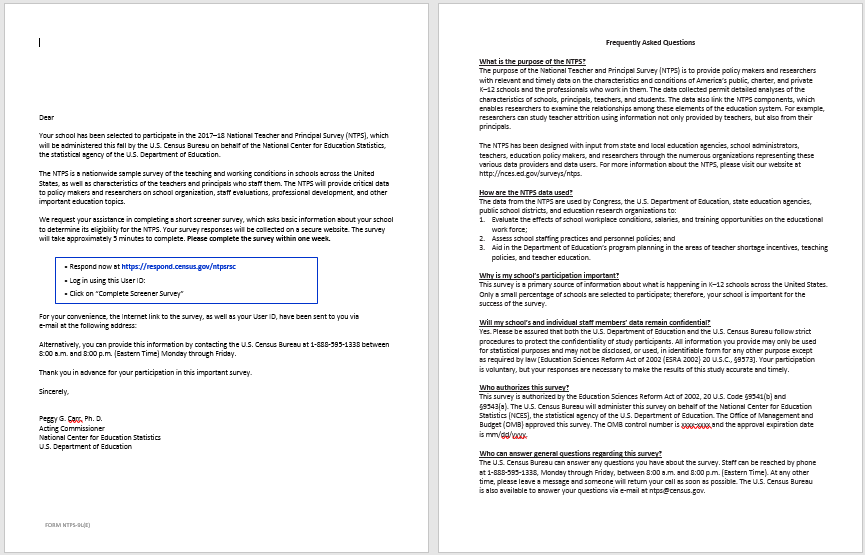 Dear
Your school has been selected to participate in the 2017–18 National Teacher and Principal Survey (NTPS), which
will be administered this fall by the U.S. Census Bureau on behalf of the National Center for Education Statistics,
the statistical agency of the U.S. Department of Education.
The NTPS is a nationwide sample survey of the teaching and working conditions in schools across the United
States, as well as characteristics of the teachers and principals who staff them. The NTPS will provide critical data
to policy makers and researchers on school organization, staff evaluations, professional development, and other
important education topics.
We request your assistance in completing a short screener survey, which asks basic information about your school
to determine its eligibility for the NTPS. Your survey responses will be collected on a secure website. The survey
will take approximately 5 minutes to complete. Please complete the survey within one week.
• Respond now at https://respond.census.gov/ntpsrsc
• Log in using this User ID:
• Click on “Complete Screener Survey”
For your convenience, the Internet link to the survey, as well as your User ID, have been sent to you via
e-mail at the following address:
Alternatively, you can provide this information by contacting the U.S. Census Bureau at 1-888-595-1338 between
8:00 a.m. and 8:00 p.m. (Eastern Time) Monday through Friday.
Thank you in advance for your participation in this important survey.
Sincerely,
Peggy G. Carr, Ph. D.
Acting Commissioner
National Center for Education Statistics
U.S. Department of Education
FORM NTPS-9L(E)
Frequently Asked Questions
What is the purpose of the NTPS?
The purpose of the National Teacher and Principal Survey (NTPS) is to provide policy makers and researchers
with relevant and timely data on the characteristics and conditions of America’s public, charter, and private
K–12 schools and the professionals who work in them. The data collected permit detailed analyses of the
characteristics of schools, principals, teachers, and students. The data also link the NTPS components, which
enables researchers to examine the relationships among these elements of the education system. For example,
researchers can study teacher attrition using information not only provided by teachers, but also from their
principals.
The NTPS has been designed with input from state and local education agencies, school administrators,
teachers, education policy makers, and researchers through the numerous organizations representing these
various data providers and data users. For more information about the NTPS, please visit our website at
http://nces.ed.gov/surveys/ntps.
How are the NTPS data used?
The data from the NTPS are used by Congress, the U.S. Department of Education, state education agencies,
public school districts, and education research organizations to:
1. Evaluate the effects of school workplace conditions, salaries, and training opportunities on the educational
work force;
2. Assess school staffing practices and personnel policies; and
3. Aid in the Department of Education’s program planning in the areas of teacher shortage incentives, teaching
policies, and teacher education.
Why is my school’s participation important?
This survey is a primary source of information about what is happening in K–12 schools across the United States.
Only a small percentage of schools are selected to participate; therefore, your school is important for the
success of the survey.
Will my school’s and individual staff members’ data remain confidential?
Yes. Please be assured that both the U.S. Department of Education and the U.S. Census Bureau follow strict
procedures to protect the confidentiality of study participants. All information you provide may only be used
for statistical purposes and may not be disclosed, or used, in identifiable form for any other purpose except
as required by law (Education Sciences Reform Act of 2002 (ESRA 2002) 20 U.S.C., §9573). Your participation
is voluntary, but your responses are necessary to make the results of this study accurate and timely.
Who authorizes this survey?
This survey is authorized by the Education Sciences Reform Act of 2002, 20 U.S. Code §9541(b) and
§9543(a). The U.S. Census Bureau will administer this survey on behalf of the National Center for Education
Statistics (NCES), the statistical agency of the U.S. Department of Education. The Office of Management and
Budget (OMB) approved this survey. The OMB control number is xxxx-xxxx and the approval expiration date
is mm/dd/yyyy.
Who can answer general questions regarding this survey?
The U.S. Census Bureau can answer any questions you have about the survey. Staff can be reached by phone
at 1-888-595-1338, Monday through Friday, between 8:00 a.m. and 8:00 p.m. (Eastern Time). At any other
time, please leave a message and someone will return your call as soon as possible. The U.S. Census Bureau
is also available to answer your questions via e-mail at ntps@census.gov.